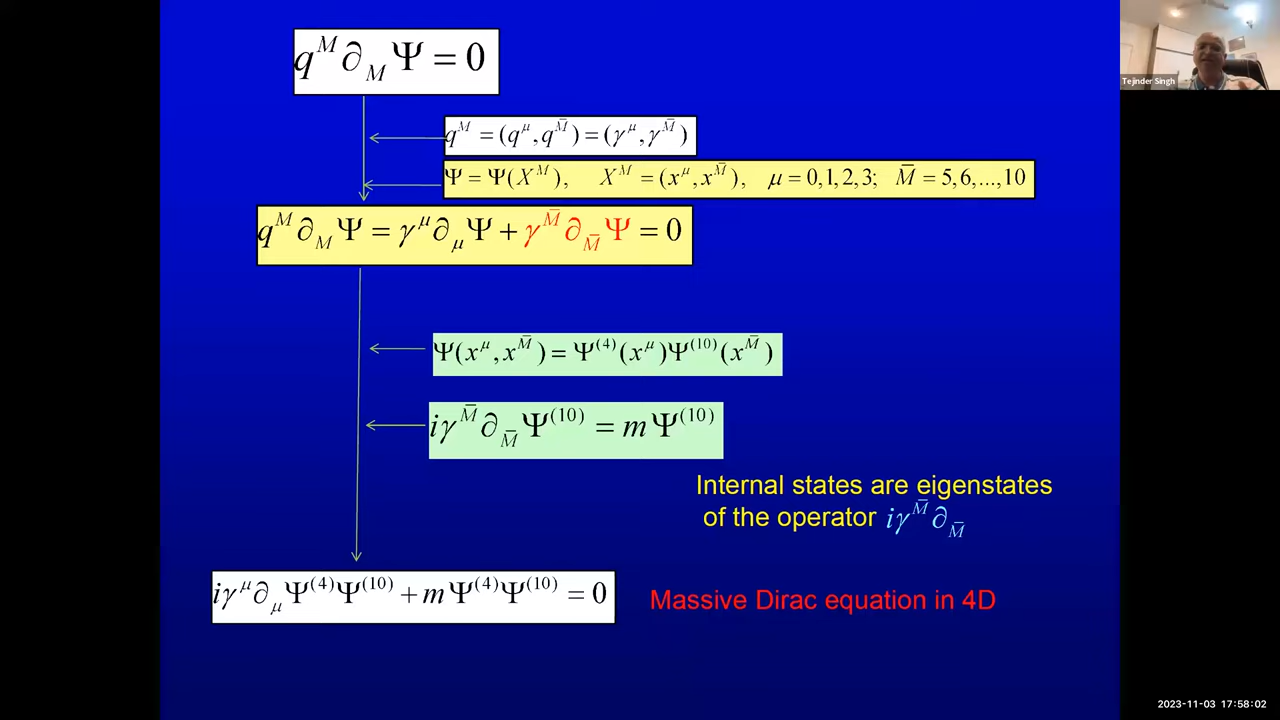 q^M ∂_M Ψ = 0
Tejinder Singh
q^M = (q^μ, q^M̄) = (γ^μ, γ^M̄)
Ψ = Ψ(X^M), X^M = (x^μ, x^M̄), μ = 0,1,2,3; M̄ = 5,6,...,10
q^M ∂_M Ψ = γ^μ ∂_μ Ψ + γ^M̄ ∂_M̄ Ψ = 0
Ψ(x^μ, x^M̄) = Ψ^(4)(x^μ)Ψ^(10)(x^M̄)
iγ^M̄ ∂_M̄ Ψ^(10) = mΨ^(10)
Internal states are eigenstates
of the operator iγ^M̄ ∂_M̄
iγ^μ ∂_μ Ψ^(4)Ψ^(10) + mΨ^(4)Ψ^(10) = 0
Massive Dirac equation in 4D
2023-11-03 17:58:02